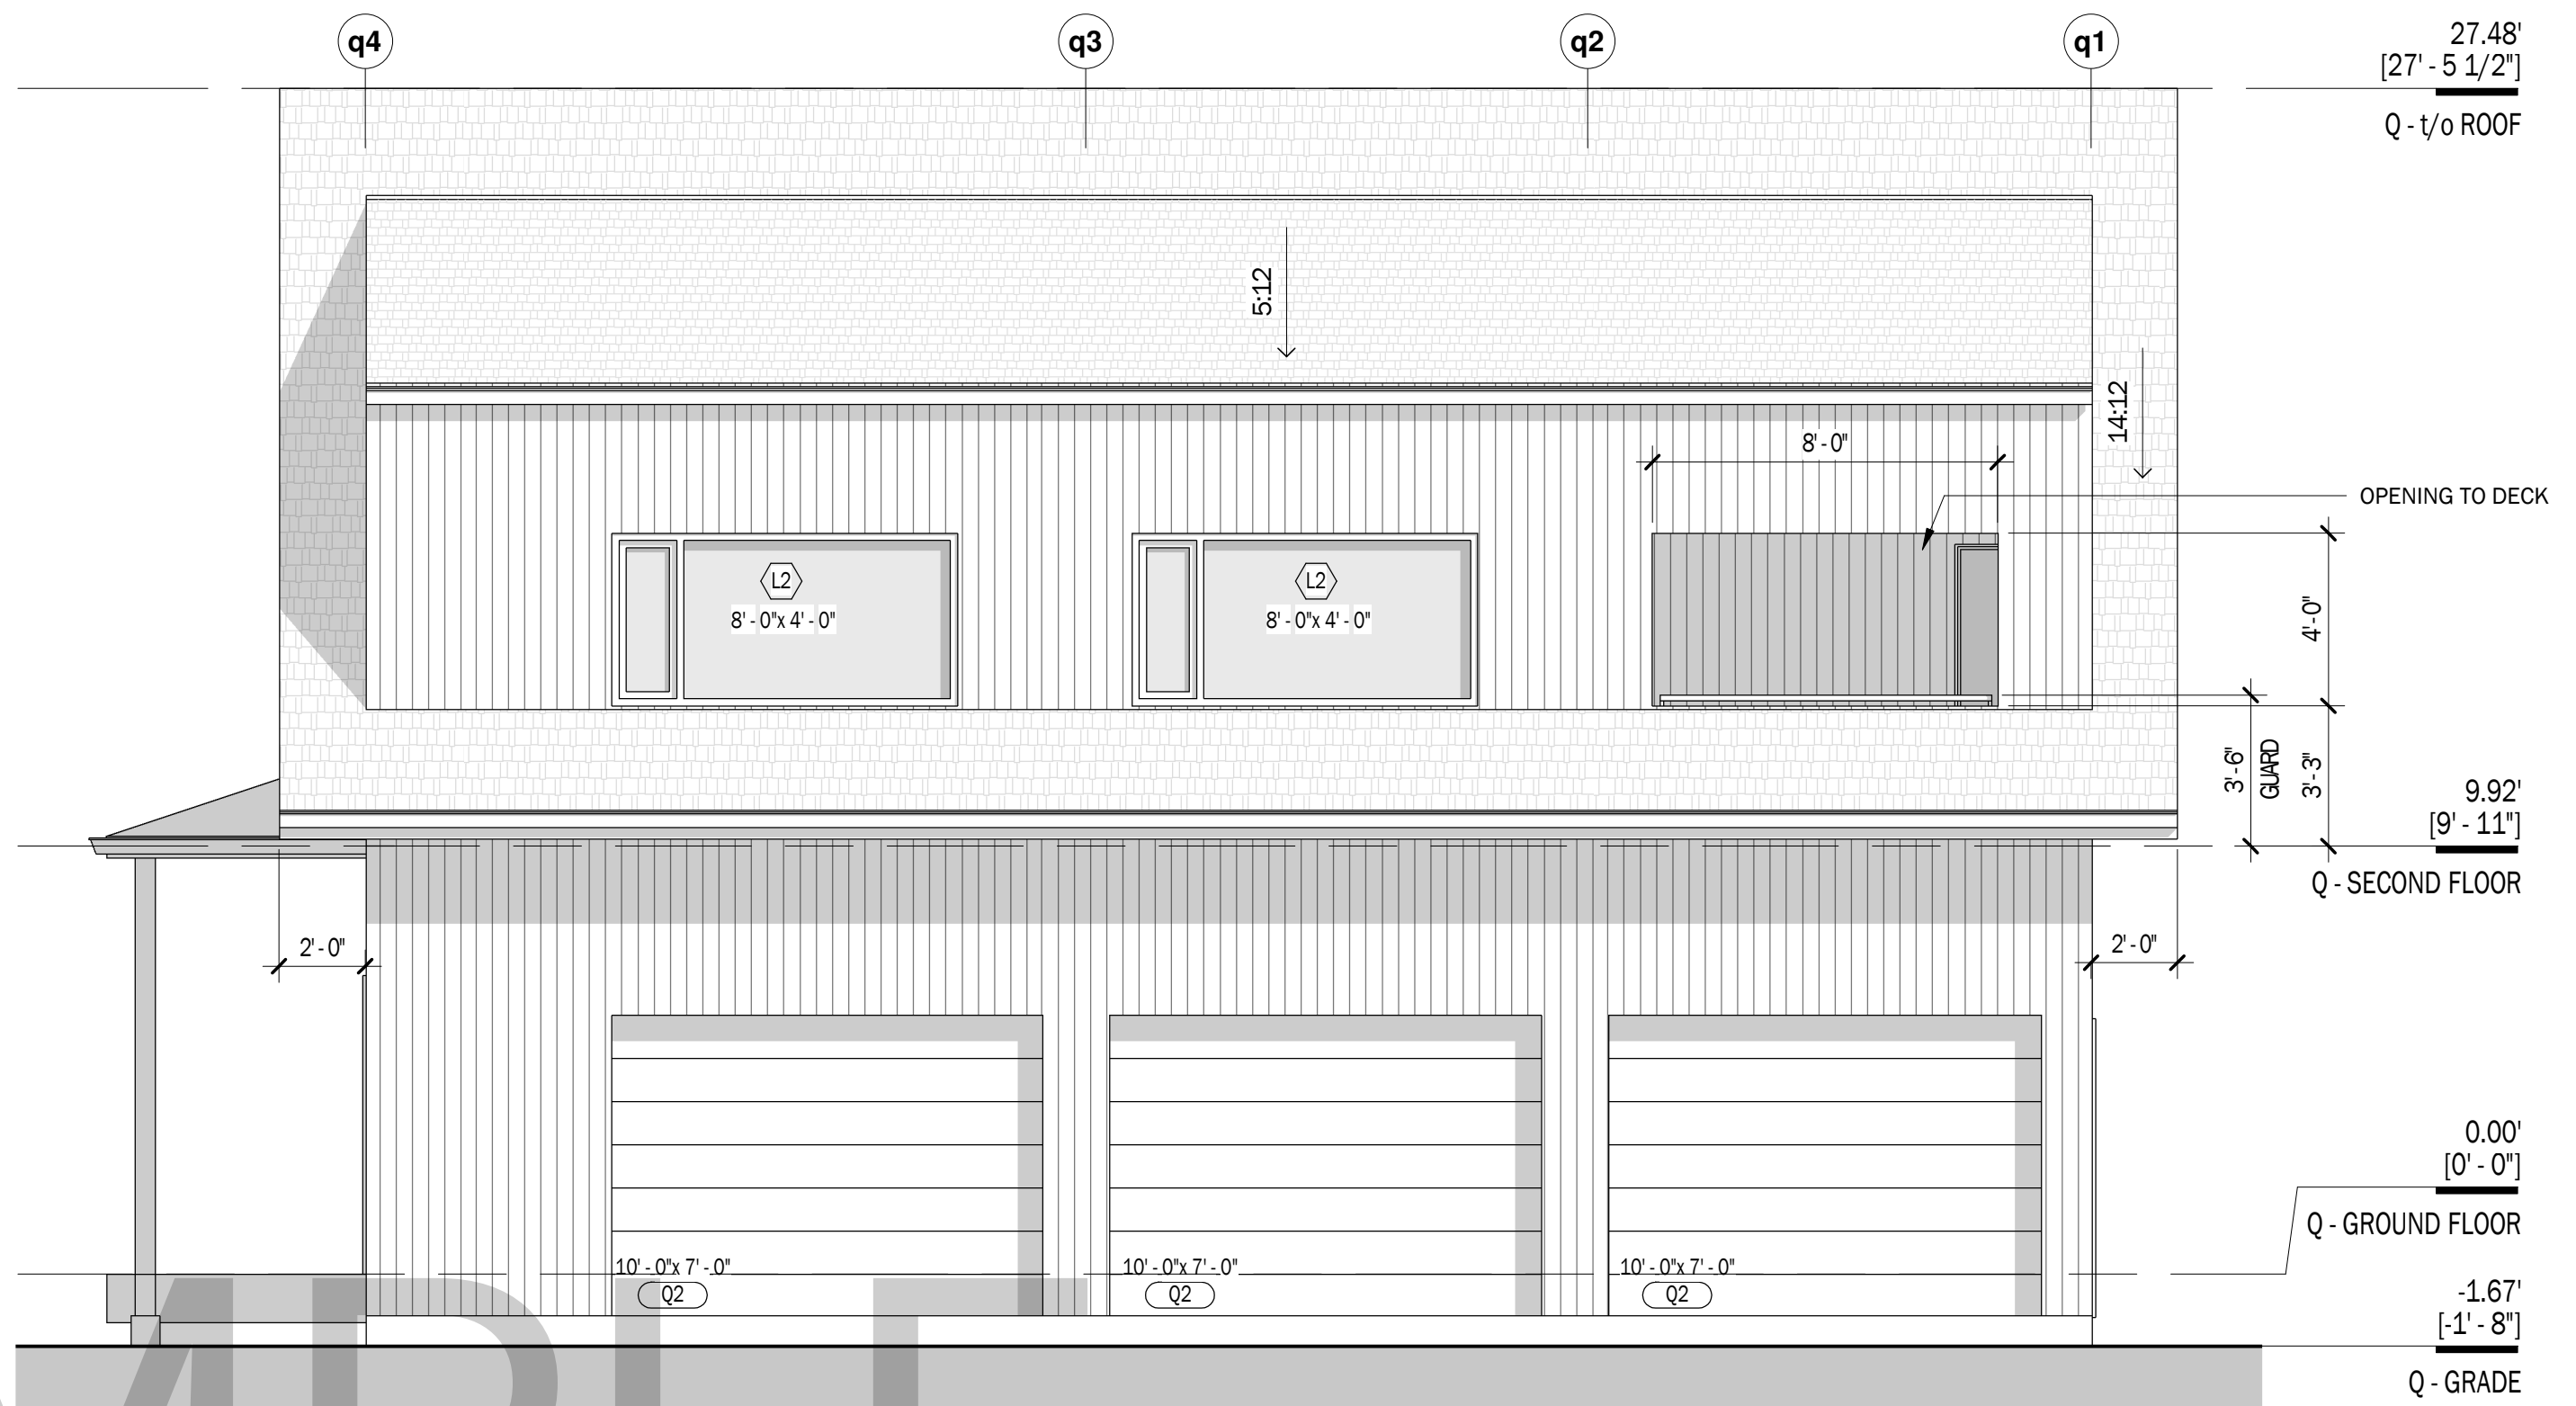 q4
q3
q2
q1
27.48'
[27' - 5 1/2"]
Q - t/o ROOF
5:12
14:12
8' - 0"
OPENING TO DECK
L2
8' - 0"x 4' - 0"
L2
8' - 0"x 4' - 0"
4'-0"
3'-6"
GUARD
3'-3"
9.92'
[9' - 11"]
Q - SECOND FLOOR
2' - 0"
2' - 0"
0.00'
[0' - 0"]
Q - GROUND FLOOR
10' - 0"x 7' - 0"
Q2
10' - 0"x 7' - 0"
Q2
10' - 0"x 7' - 0"
Q2
-1.67'
[-1' - 8"]
Q - GRADE